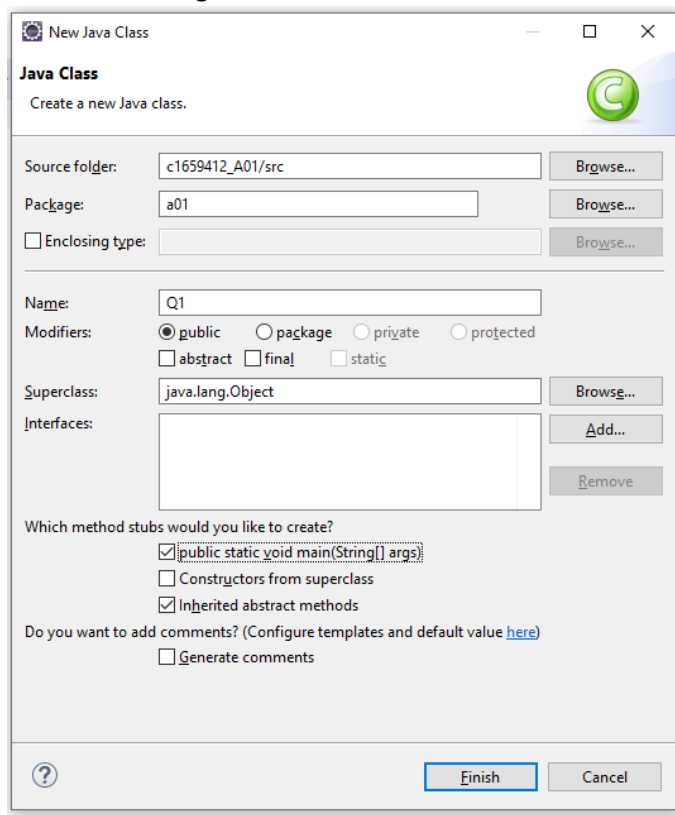 New Java Class
Java Class
Create a new Java class.
Source folder: c1659412_A01/src Browse...
Package: a01 Browse...
Enclosing type: Browse...
Name: Q1
Modifiers: public package private protected
abstract final static
Superclass: java.lang.Object Browse...
Interfaces: Add...
Remove
Which method stubs would you like to create?
public static void main(String[] args)
Constructors from superclass
Inherited abstract methods
Do you want to add comments? (Configure templates and default value here)
Generate comments
Finish Cancel